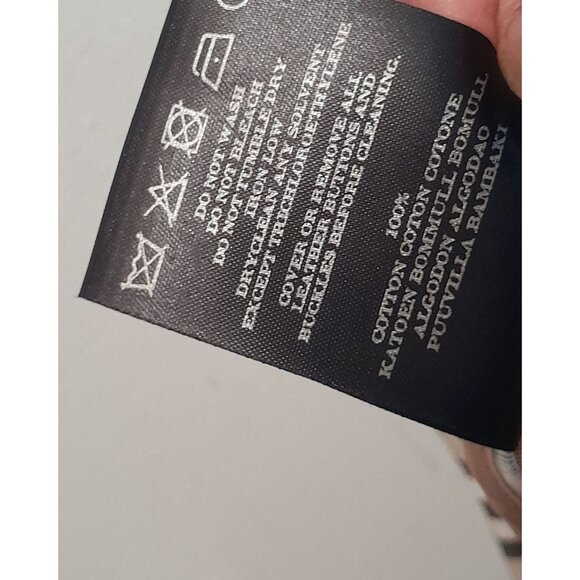 DO NOT WASH
DO NOT BLEACH
DO NOT TUMBLE DRY
IRON LOW
DRYCLEAN ANY SOLVENT
EXCEPT TRICHLOROETHYLENE
COVER OR REMOVE ALL
LEATHER BUTTONS AND
BUCKLES BEFORE CLEANING.
100%
COTTON COTON COTONE
KATOEN BOMMULL BOMULL
ALGODON ALGODAO
PUUVILLA BAMBAKI